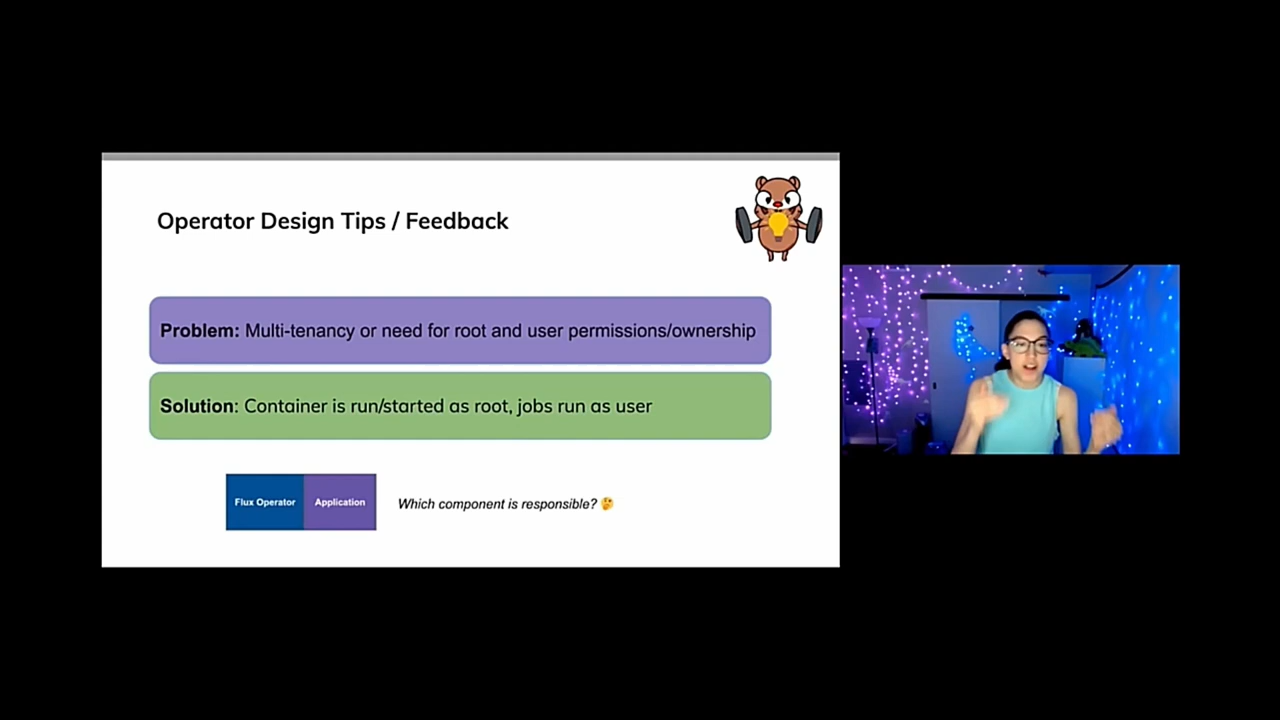 Operator Design Tips / Feedback
Problem: Multi-tenancy or need for root and user permissions/ownership
Solution: Container is run/started as root, jobs run as user
Flux Operator Application Which component is responsible? 🤔